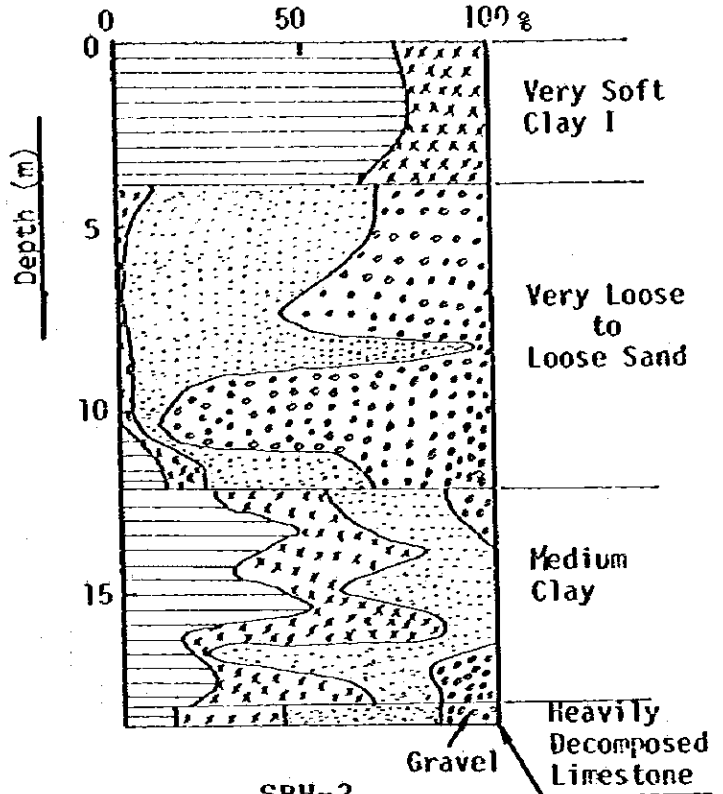 0 50 100 %
0
Very Soft
Clay I
Depth (m)
5
Very Loose
to
Loose Sand
10
Medium
Clay
15
Heavily
Decomposed
Limestone
Gravel